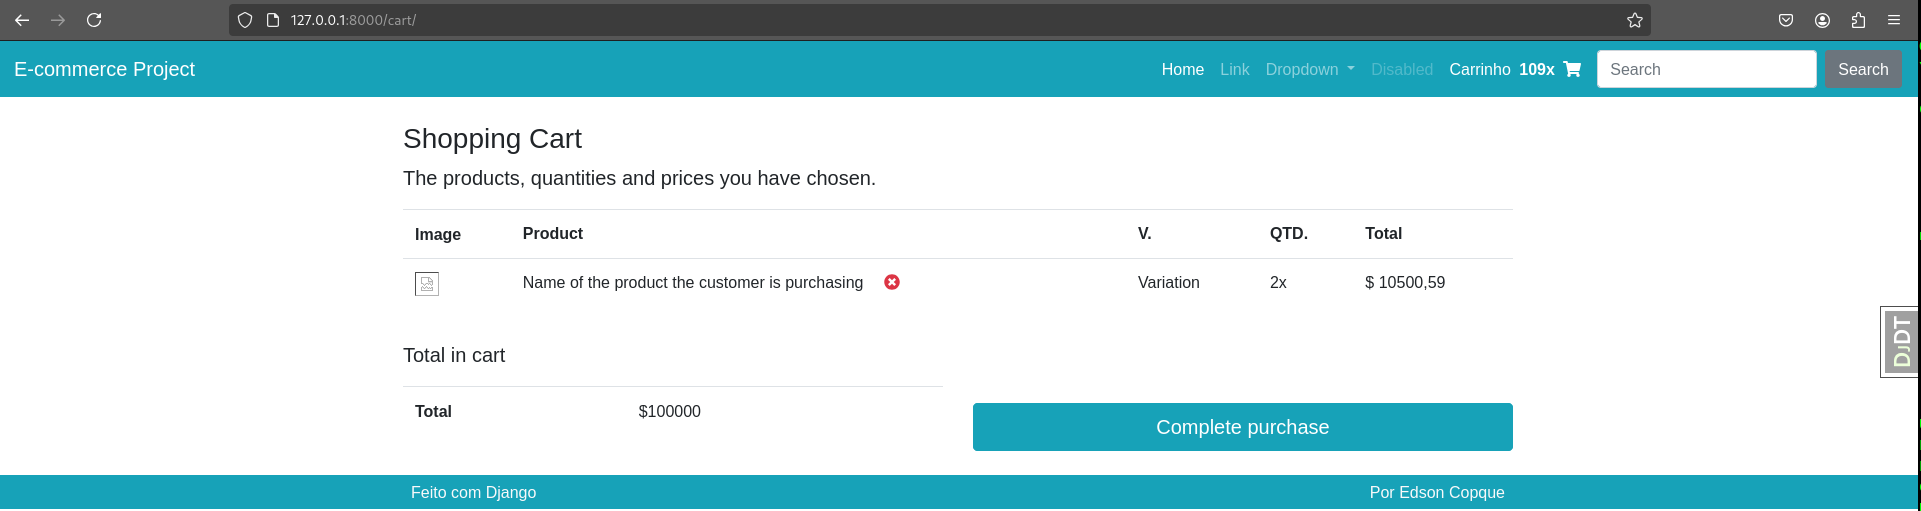 127.0.0.1:8000/cart/
E-commerce Project Home Link Dropdown Disabled Carrinho 109x Search Search
Shopping Cart
The products, quantities and prices you have chosen.
Image Product V. QTD. Total
Name of the product the customer is purchasing Variation 2x $ 10500,59
DJDT
Total in cart
Total $100000
Complete purchase
Feito com Django Por Edson Copque